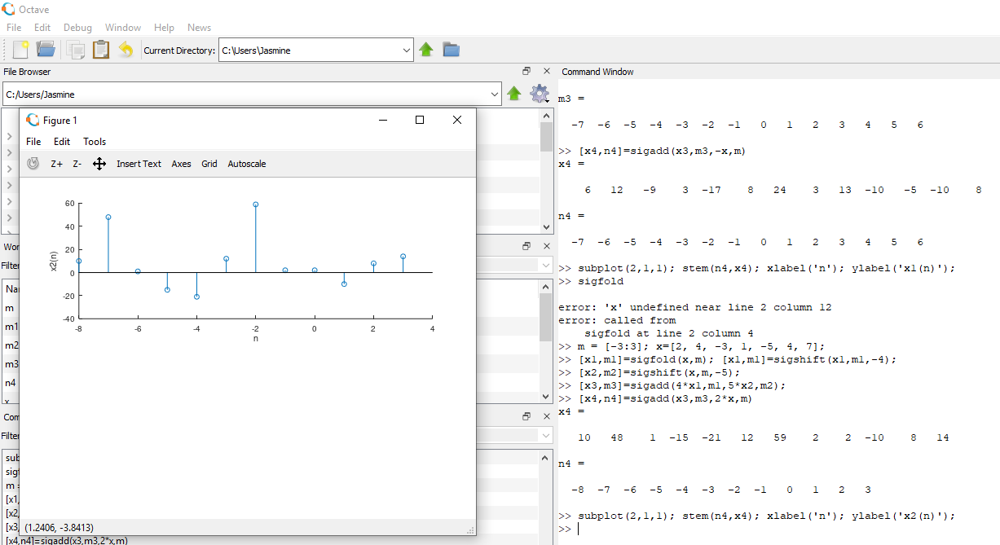 Octave
File Edit Debug Window Help News
Current Directory: C:\Users\Jasmine
File Browser
C:/Users/Jasmine
Figure 1
File Edit Tools
Z+ Z- Insert Text Axes Grid Autoscale
60
40
20
0
-20
-40
-8 -6 -4 -2 0 2 4
n
x2(n)
(1.2406, -3.8413)
Wor
Filter
Na
m
m1
m2
m3
n4
x
Com
Filter
sub
sigf
m =
[x1,
[x2,
[x3,
[x4,n4]=sigadd(x3,m3,2*x,m)
Command Window
m3 =
-7 -6 -5 -4 -3 -2 -1 0 1 2 3 4 5 6
>> [x4,n4]=sigadd(x3,m3,-x,m)
x4 =
6 12 -9 3 -17 8 24 3 13 -10 -5 -10 8
n4 =
-7 -6 -5 -4 -3 -2 -1 0 1 2 3 4 5 6
>> subplot(2,1,1); stem(n4,x4); xlabel('n'); ylabel('x1(n)');
>> sigfold
error: 'x' undefined near line 2 column 12
error: called from
sigfold at line 2 column 4
>> m = [-3:3]; x=[2, 4, -3, 1, -5, 4, 7];
>> [x1,m1]=sigfold(x,m); [x1,m1]=sigshift(x1,m1,-4);
>> [x2,m2]=sigshift(x,m,-5);
>> [x3,m3]=sigadd(4*x1,m1,5*x2,m2);
>> [x4,n4]=sigadd(x3,m3,2*x,m)
x4 =
10 48 1 -15 -21 12 59 2 2 -10 8 14
n4 =
-8 -7 -6 -5 -4 -3 -2 -1 0 1 2 3
>> subplot(2,1,1); stem(n4,x4); xlabel('n'); ylabel('x2(n)');
>>